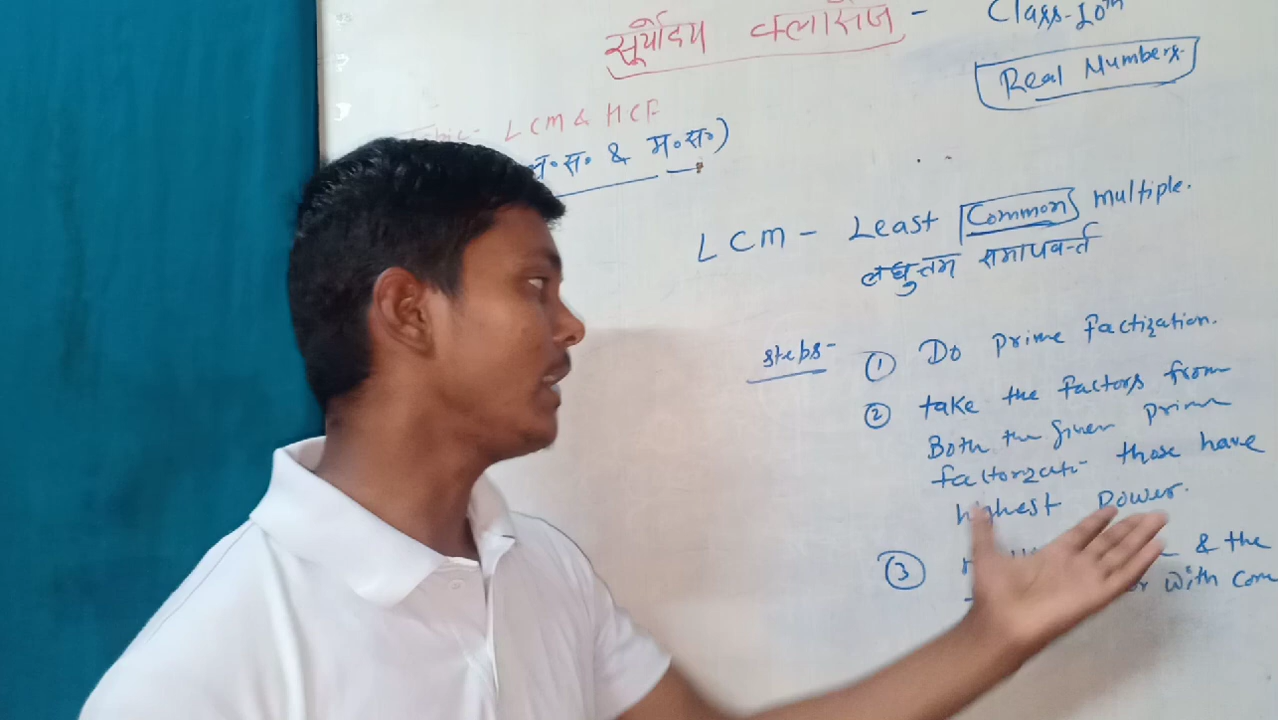 सूर्योदय क्लासिज - Class-10th
Real Numbers.
LCM & HCF
ल०स० & म०स०)
LCM - Least Common multiple.
लघुत्तम समापवर्त
steps- ① Do prime factization.
② take the factors from
Both the given prime
factorzati- those have
highest power.
③ & the
with com